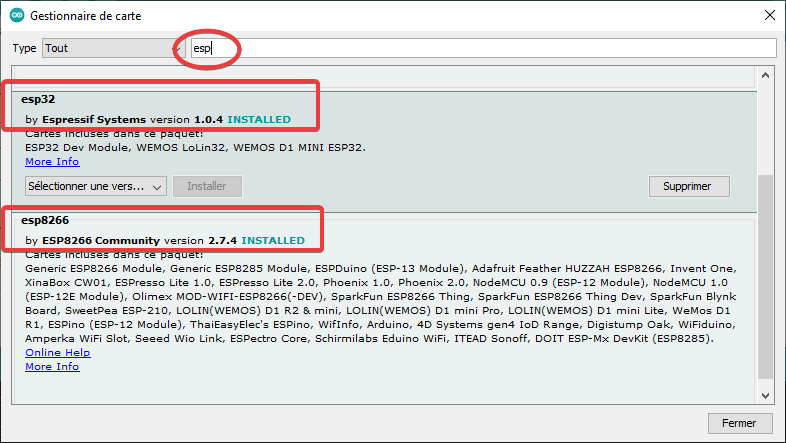 Gestionnaire de carte
Type Tout esp
esp32
by Espressif Systems version 1.0.4 INSTALLED
Cartes incluses dans ce paquet:
ESP32 Dev Module, WEMOS LoLin32, WEMOS D1 MINI ESP32.
More Info
Sélectionner une vers... Installer Supprimer
esp8266
by ESP8266 Community version 2.7.4 INSTALLED
Cartes incluses dans ce paquet:
Generic ESP8266 Module, Generic ESP8285 Module, ESPDuino (ESP-13 Module), Adafruit Feather HUZZAH ESP8266, Invent One,
XinaBox CW01, ESPresso Lite 1.0, ESPresso Lite 2.0, Phoenix 1.0, Phoenix 2.0, NodeMCU 0.9 (ESP-12 Module), NodeMCU 1.0
(ESP-12E Module), Olimex MOD-WIFI-ESP8266(-DEV), SparkFun ESP8266 Thing, SparkFun ESP8266 Thing Dev, SparkFun Blynk
Board, SweetPea ESP-210, LOLIN(WEMOS) D1 R2 & mini, LOLIN(WEMOS) D1 mini Pro, LOLIN(WEMOS) D1 mini Lite, WeMos D1
R1, ESPino (ESP-12 Module), ThaiEasyElec's ESPino, WifInfo, Arduino, 4D Systems gen4 IoD Range, Digistump Oak, WiFiduino,
Amperka WiFi Slot, Seeed Wio Link, ESPectro Core, Schirmilabs Eduino WiFi, ITEAD Sonoff, DOIT ESP-Mx DevKit (ESP8285).
Online Help
More Info
Fermer